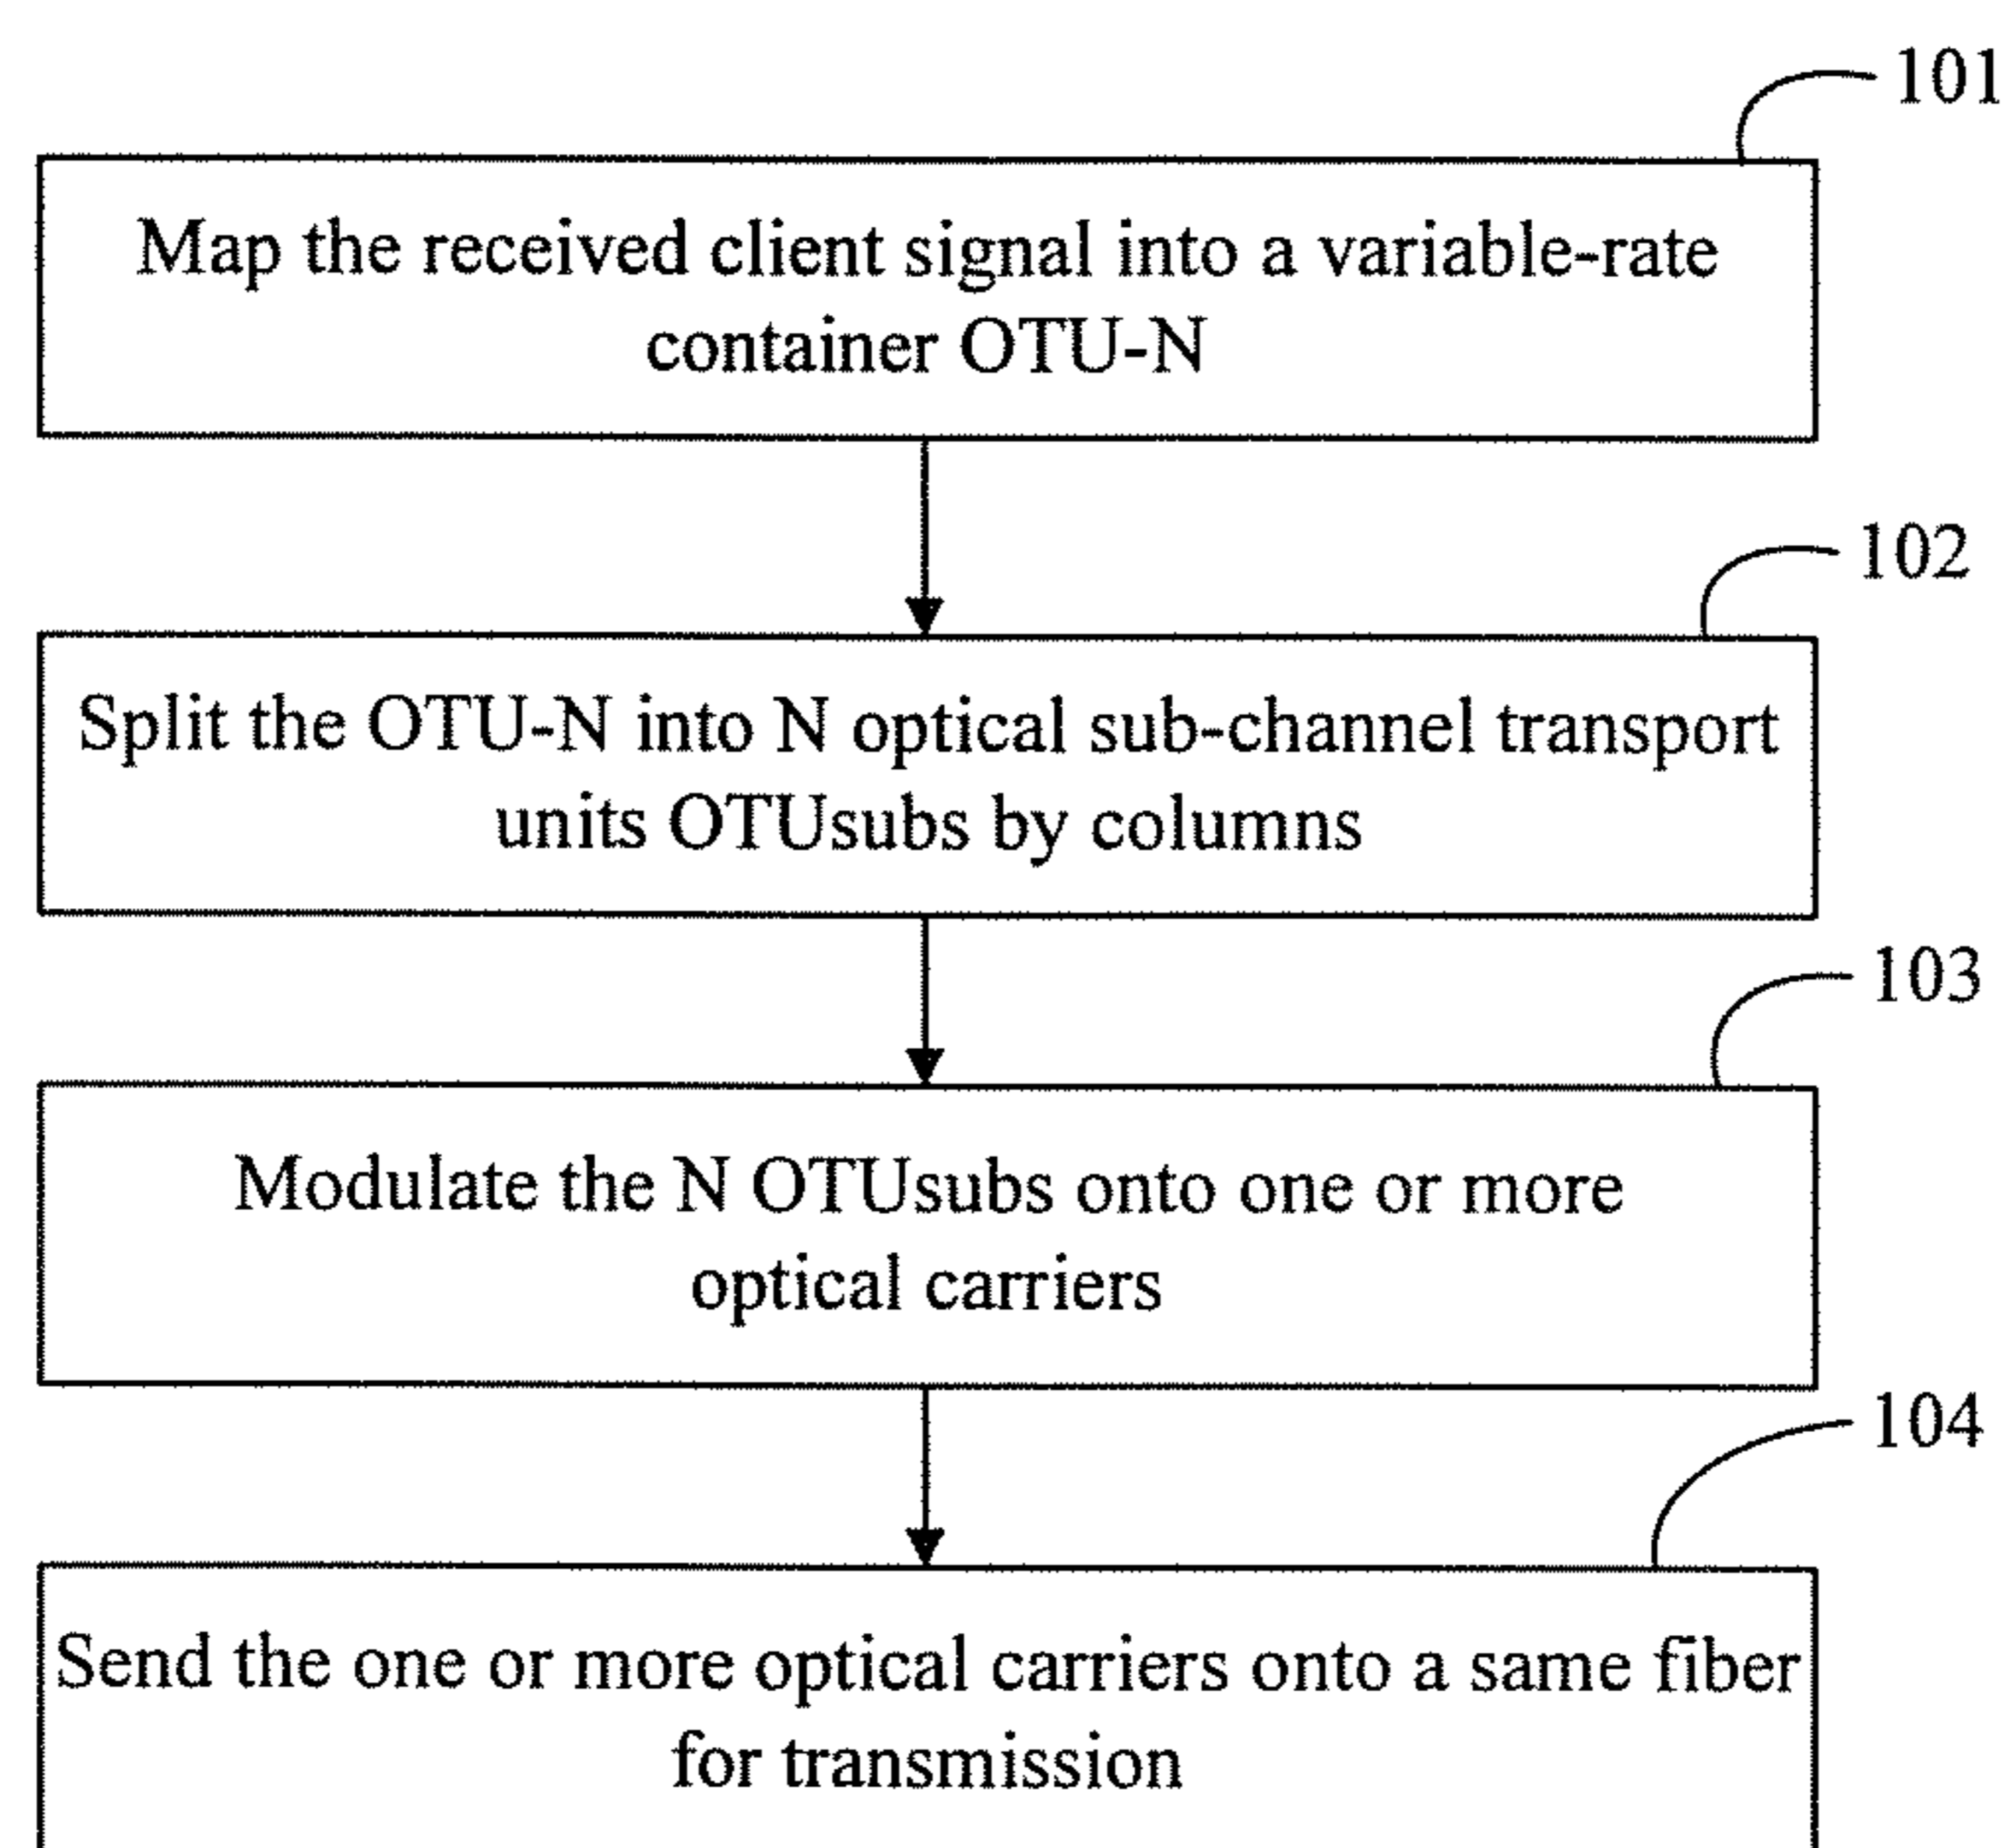 101
Map the received client signal into a variable-rate
container OTU-N
102
Split the OTU-N into N optical sub-channel transport
units OTUsubs by columns
103
Modulate the N OTUsubs onto one or more
optical carriers
104
Send the one or more optical carriers onto a same fiber
for transmission